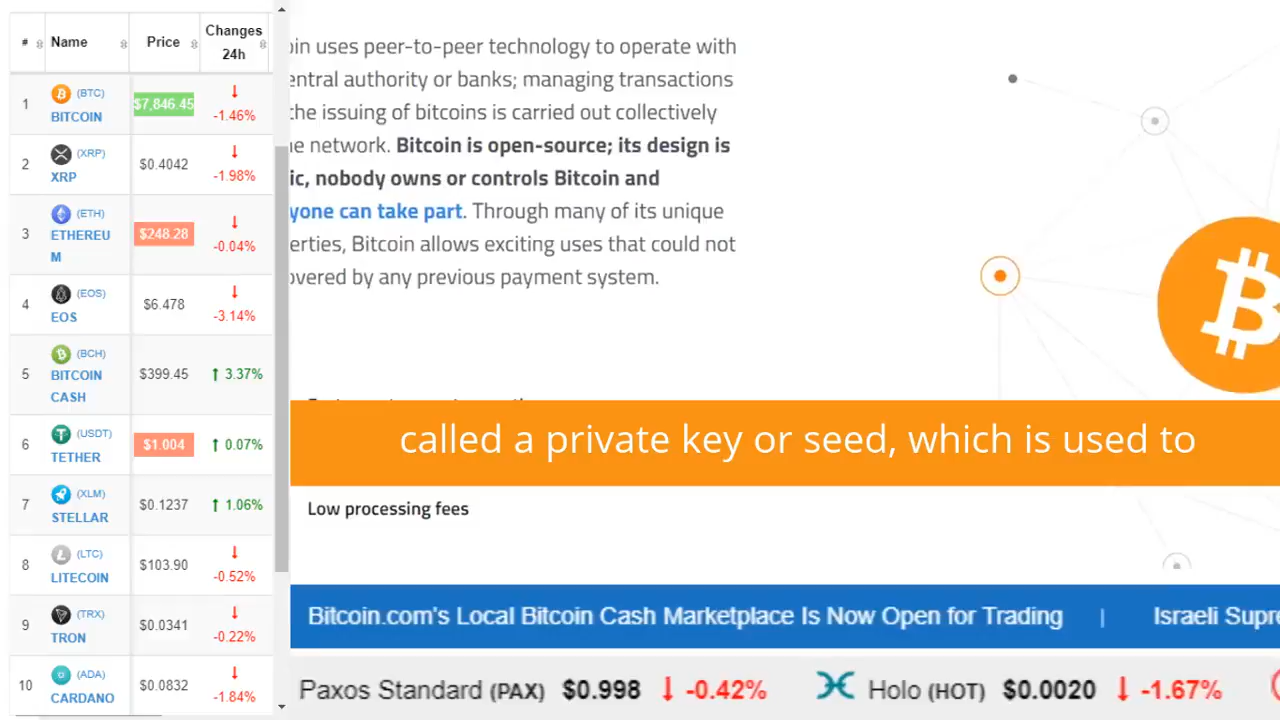 # Name Price Changes 24h
1 (BTC) BITCOIN $7,846.45 ↓ -1.46%
2 (XRP) XRP $0.4042 ↓ -1.98%
3 (ETH) ETHEREU M $248.28 ↓ -0.04%
4 (EOS) EOS $6.478 ↓ -3.14%
5 (BCH) BITCOIN CASH $399.45 ↑ 3.37%
6 (USDT) TETHER $1.004 ↑ 0.07%
7 (XLM) STELLAR $0.1237 ↑ 1.06%
8 (LTC) LITECOIN $103.90 ↓ -0.52%
9 (TRX) TRON $0.0341 ↓ -0.22%
10 (ADA) CARDANO $0.0832 ↓ -1.84%
oin uses peer-to-peer technology to operate with
entral authority or banks; managing transactions
the issuing of bitcoins is carried out collectively
e network. Bitcoin is open-source; its design is
ic, nobody owns or controls Bitcoin and
yone can take part. Through many of its unique
erties, Bitcoin allows exciting uses that could not
overed by any previous payment system.
called a private key or seed, which is used to
Low processing fees
Bitcoin.com's Local Bitcoin Cash Marketplace Is Now Open for Trading | Israeli Supre
Paxos Standard (PAX) $0.998 ↓ -0.42% Holo (HOT) $0.0020 ↓ -1.67%